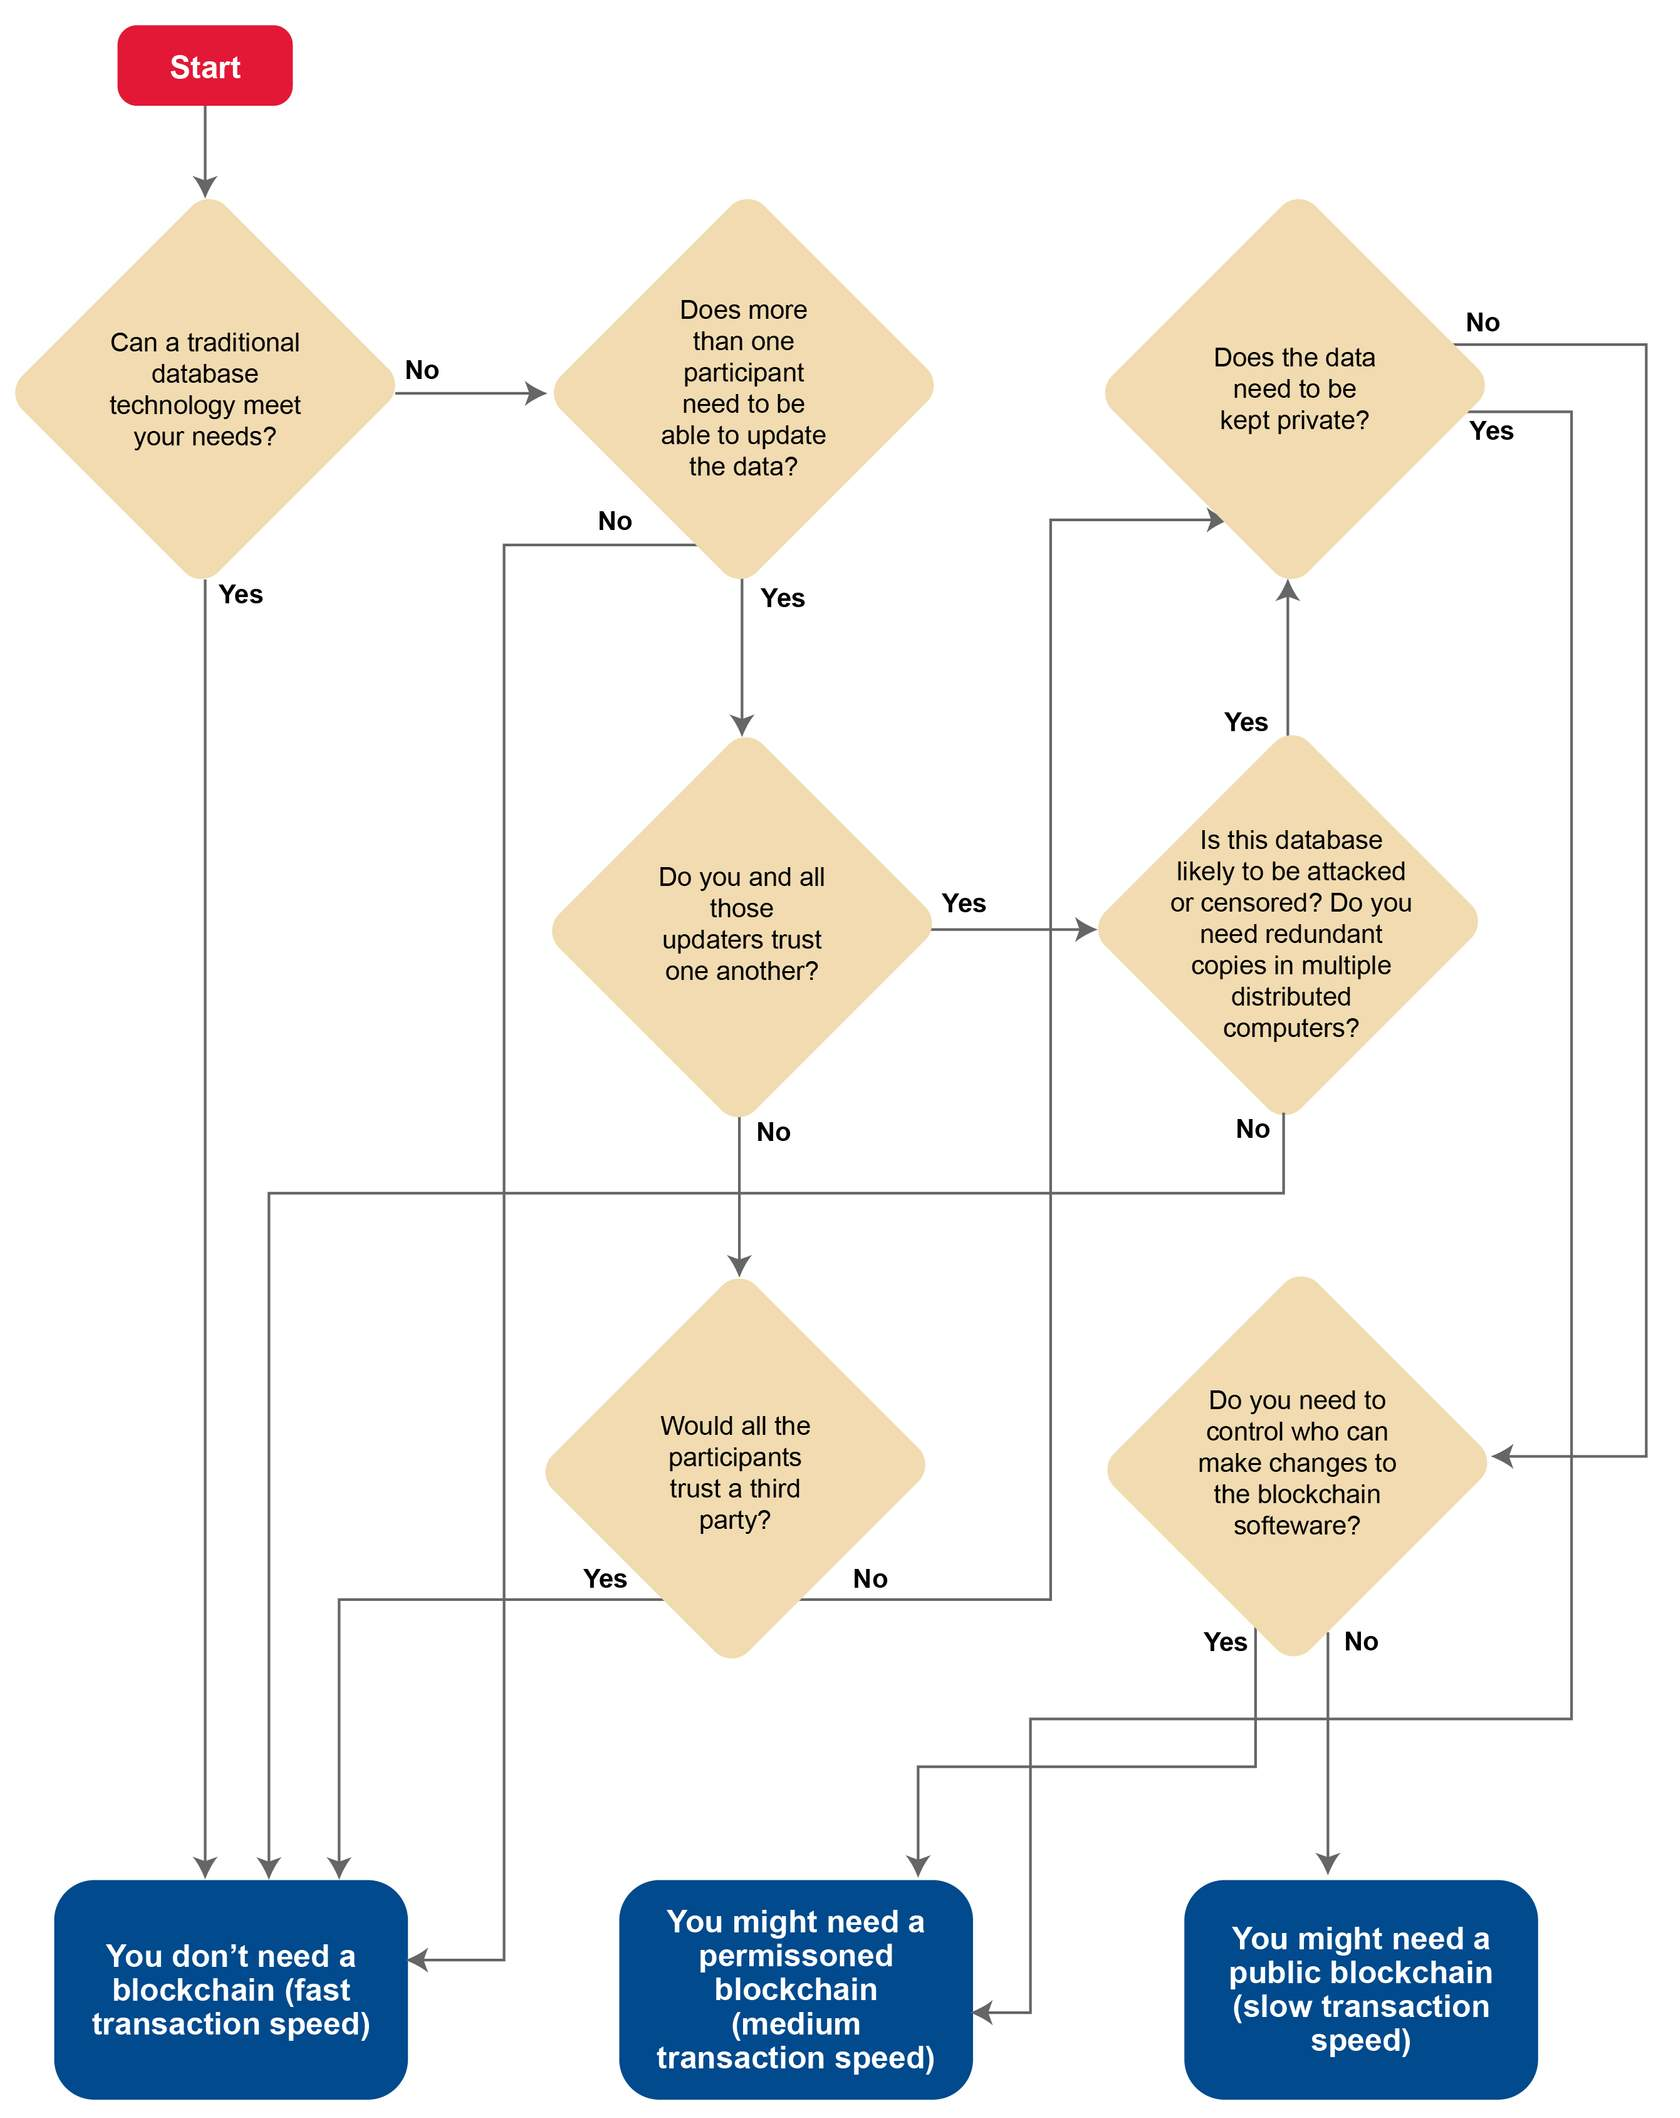 Start
Can a traditional
database
technology meet
your needs?
No
Yes
Does more
than one
participant
need to be
able to update
the data?
No
Yes
Does the data
need to be
kept private?
No
Yes
Do you and all
those
updaters trust
one another?
Yes
No
Is this database
likely to be attacked
or censored? Do you
need redundant
copies in multiple
distributed
computers?
Yes
No
Would all the
participants
trust a third
party?
Yes
No
Do you need to
control who can
make changes to
the blockchain
softeware?
Yes
No
You don’t need a
blockchain (fast
transaction speed)
You might need a
permissoned
blockchain
(medium
transaction speed)
You might need a
public blockchain
(slow transaction
speed)